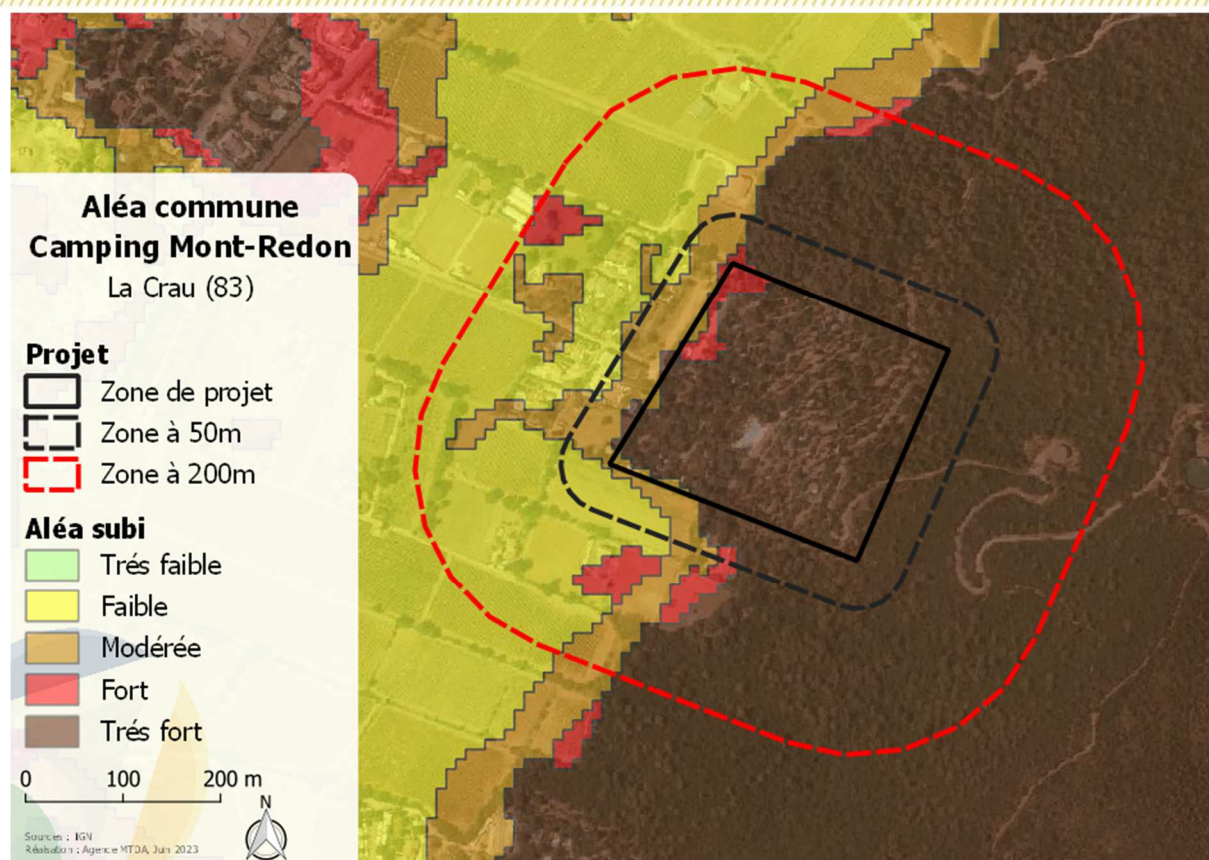 Aléa commune
Camping Mont-Redon
La Crau (83)
Projet
Zone de projet
Zone à 50m
Zone à 200m
Aléa subi
Trés faible
Faible
Modérée
Fort
Trés fort
0 100 200 m
N
Sources : IGN
Réalisation : Agence MTDA, Juin 2023